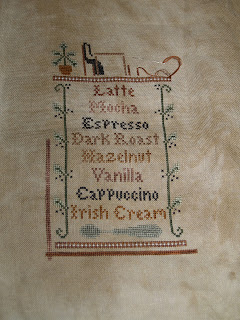 Latte
Mocha
Espresso
Dark Roast
Hazelnut
Vanilla
Cappuccino
Irish Cream